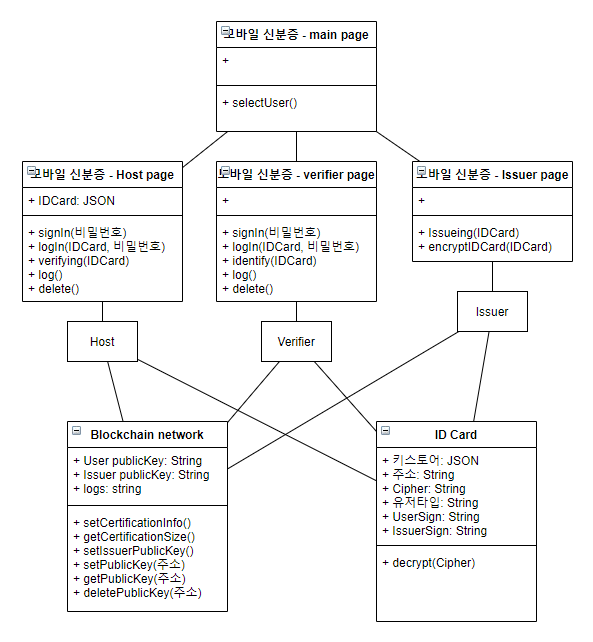 모바일 신분증 - main page
+
+ selectUser()
모바일 신분증 - Host page
+ IDCard: JSON
+ signIn(비밀번호)
+ logIn(IDCard, 비밀번호)
+ verifying(IDCard)
+ log()
+ delete()
모바일 신분증 - verifier page
+
+ signIn(비밀번호)
+ logIn(IDCard, 비밀번호)
+ identify(IDCard)
+ log()
+ delete()
모바일 신분증 - Issuer page
+
+ Issueing(IDCard)
+ encryptIDCard(IDCard)
Host
Verifier
Issuer
Blockchain network
+ User publicKey: String
+ Issuer publicKey: String
+ logs: string
+ setCertificationInfo()
+ getCertificationSize()
+ setIssuerPublicKey()
+ setPublicKey(주소)
+ getPublicKey(주소)
+ deletePublicKey(주소)
ID Card
+ 키스토어: JSON
+ 주소: String
+ Cipher: String
+ 유저타입: String
+ UserSign: String
+ IssuerSign: String
+ decrypt(Cipher)